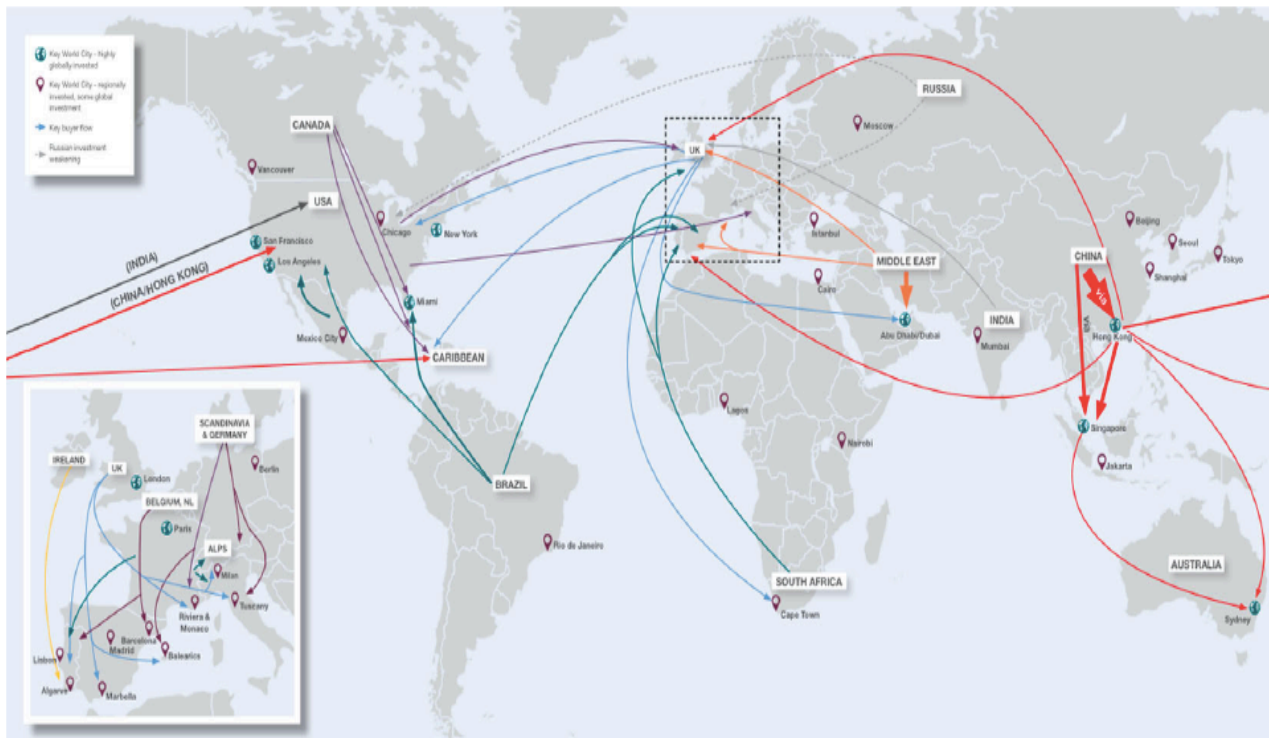 Key World City - highly
globally invested
Key World City - regionally
invested, some global
investment
Key buyer flow
Russian investment
weakening
RUSSIA
CANADA
Moscow
UK
Vancouver
USA
Chicago
New York
Istanbul
Beijing
Seoul
Tokyo
San Francisco
Los Angeles
(INDIA)
(CHINA/HONG KONG)
MIDDLE EAST
CHINA
Shanghai
Cairo
via
via
Miami
Abu Dhabi/Dubai
INDIA
Mumbai
Hong Kong
Mexico City
CARIBBEAN
Lagos
Nairobi
Singapore
Jakarta
BRAZIL
Rio de Janeiro
SOUTH AFRICA
Cape Town
AUSTRALIA
Sydney
SCANDINAVIA
& GERMANY
IRELAND
UK
Berlin
London
BELGIUM, NL
Paris
ALPS
Milan
Riviera &
Monaco
Tuscany
Barcelona
Madrid
Balearics
Lisbon
Algarve
Marbella